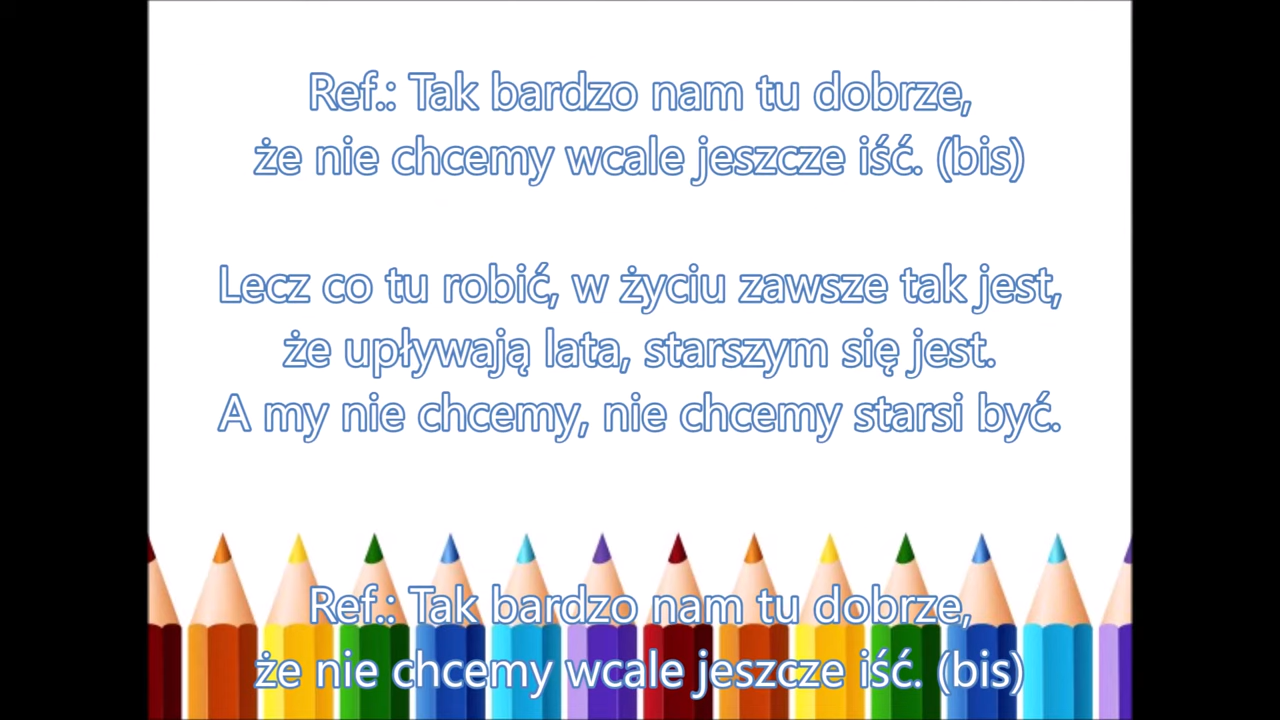 Ref.: Tak bardzo nam tu dobrze,
że nie chcemy wcale jeszcze iść. (bis)
Lecz co tu robić, w życiu zawsze tak jest,
że upływają lata, starszym się jest.
A my nie chcemy, nie chcemy starsi być.
Ref.: Tak bardzo nam tu dobrze,
że nie chcemy wcale jeszcze iść. (bis)